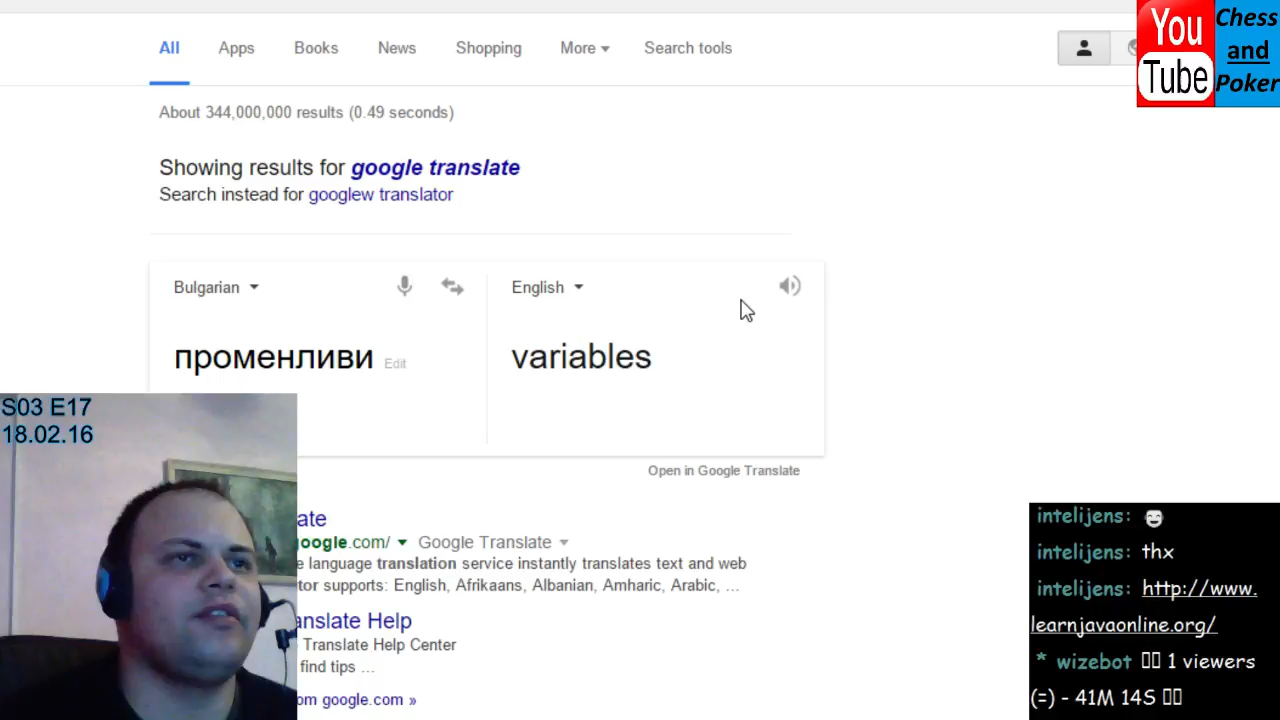 All Apps Books News Shopping More Search tools
You Tube
Chess and Poker
About 344,000,000 results (0.49 seconds)
Showing results for google translate
Search instead for googlew translator
Bulgarian English
променливи Edit variables
Open in Google Translate
S03 E17
18.02.16
ate
oogle.com/ Google Translate
e language translation service instantly translates text and web
tor supports: English, Afrikaans, Albanian, Amharic, Arabic, ...
anslate Help
Translate Help Center
find tips ...
om google.com »
intelijens:
intelijens: thx
intelijens: http://www.
learnjavaonline.org/
* wizebot 1 viewers
(=) - 41M 14S